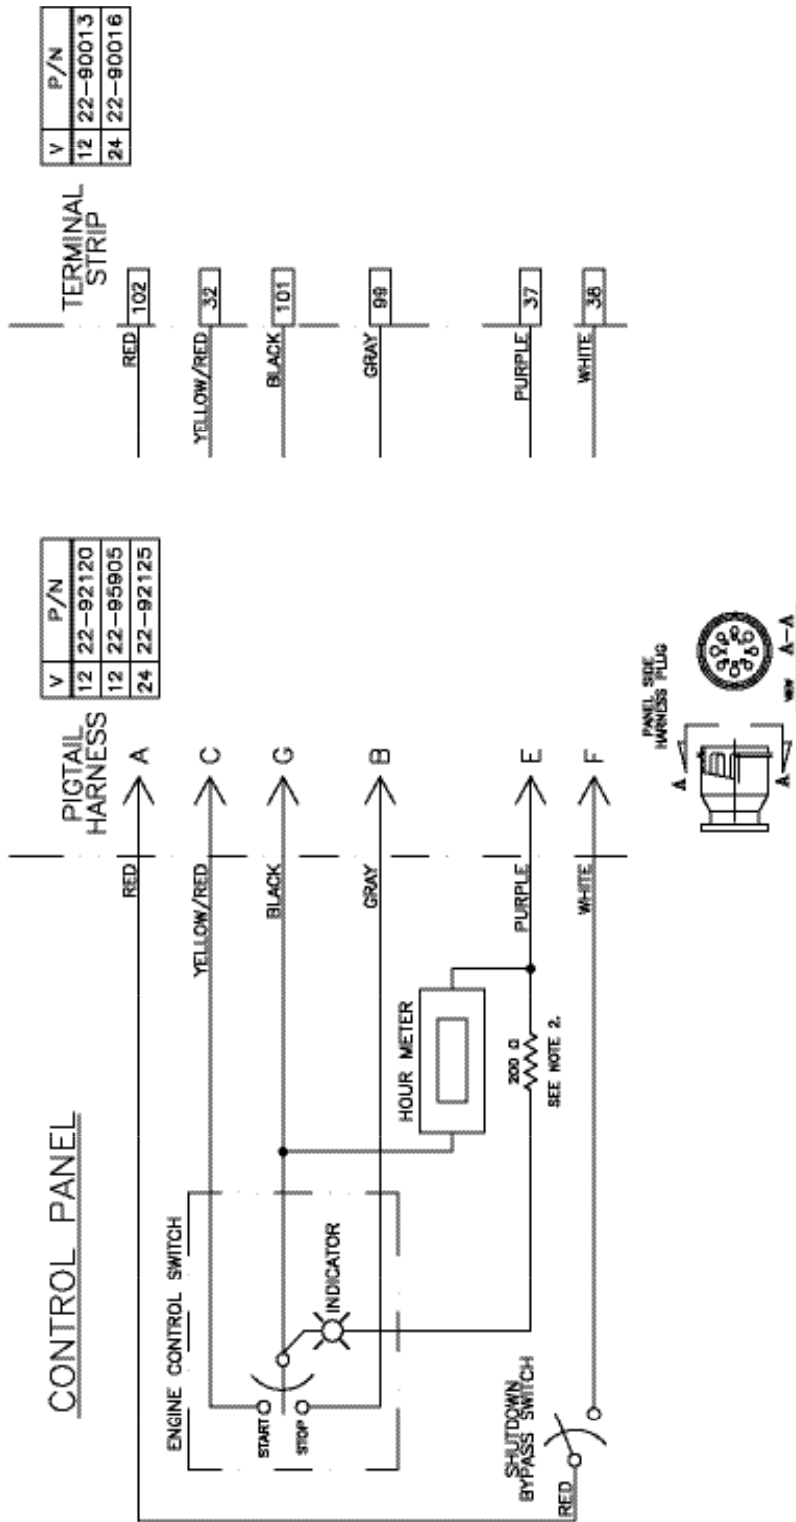 CONTROL PANEL
ENGINE CONTROL SWITCH
START
STOP
INDICATOR
SHUTDOWN
BYPASS SWITCH
RED
HOUR METER
200 Ω
SEE NOTE 2.
RED
YELLOW/RED
BLACK
GRAY
PURPLE
WHITE
PIGTAIL
HARNESS
A
C
G
B
E
F
V P/N
12 22-92120
12 22-95905
24 22-92125
PANEL SIDE
HARNESS PLUG
A
A
VIEW A-A
TERMINAL
STRIP
V P/N
12 22-90013
24 22-90016
RED
YELLOW/RED
BLACK
GRAY
PURPLE
WHITE
102
32
101
99
37
38